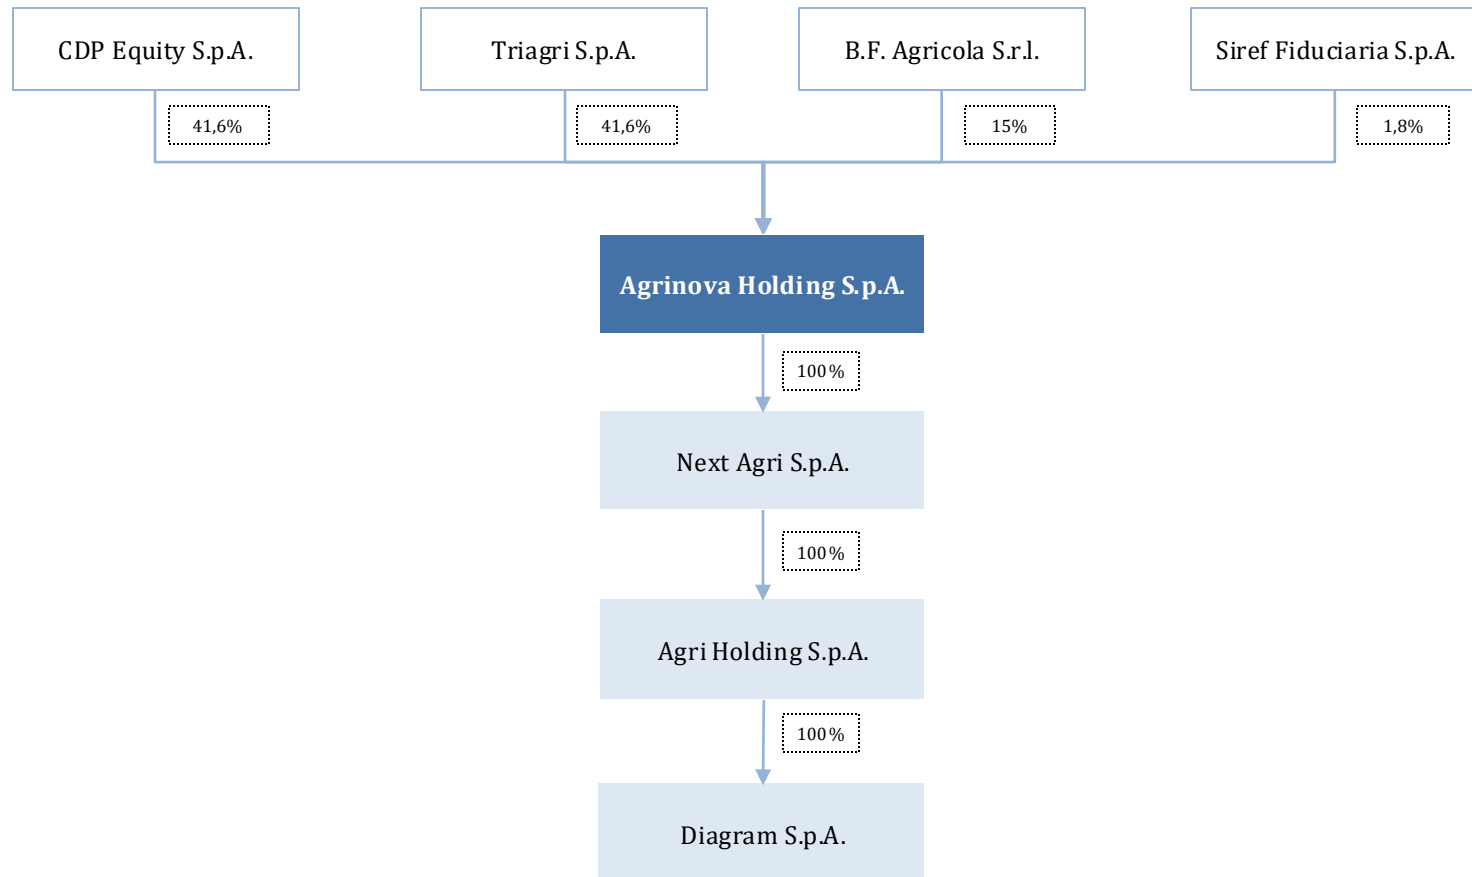 CDP Equity S.p.A.
Triagri S.p.A.
B.F. Agricola S.r.l.
Siref Fiduciaria S.p.A.
41,6%
41,6%
15%
1,8%
Agrinova Holding S.p.A.
100%
Next Agri S.p.A.
100%
Agri Holding S.p.A.
100%
Diagram S.p.A.